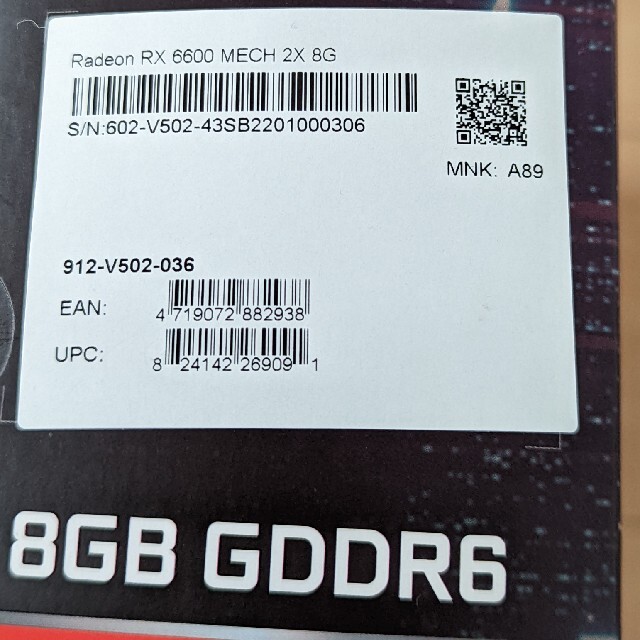 Radeon RX 6600 MECH 2X 8G
S/N:602-V502-43SB2201000306
MNK: A89
912-V502-036
EAN: 4 719072 882938
UPC: 8 24142 26909 1
8GB GDDR6